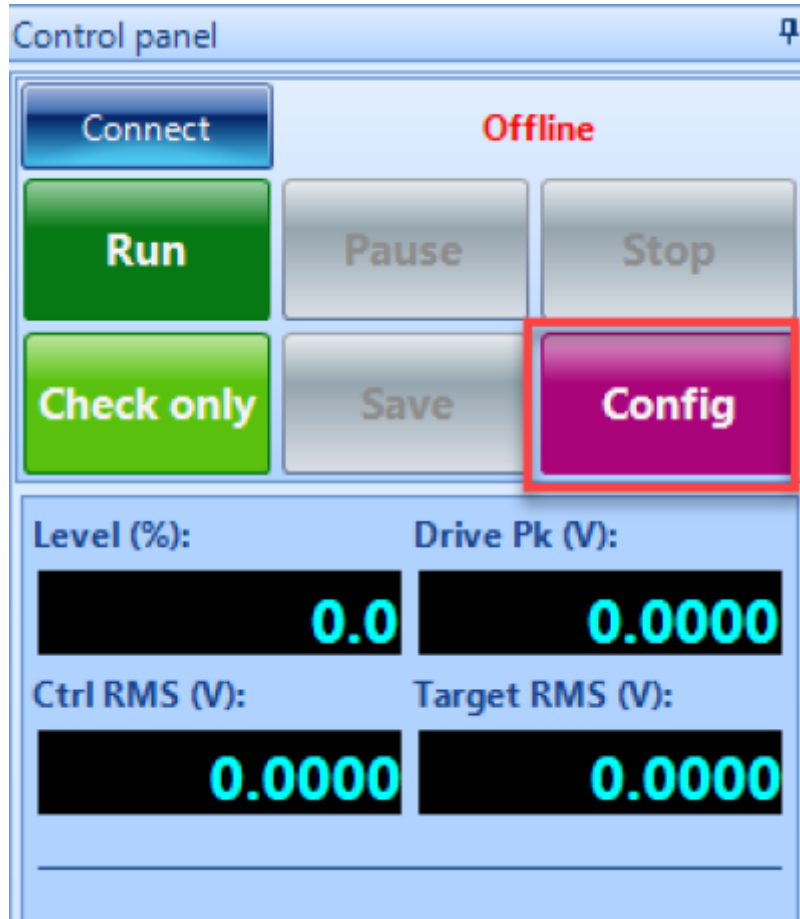 Control panel
Connect Offline
Run Pause Stop
Check only Save Config
Level (%): Drive Pk (V):
0.0 0.0000
Ctrl RMS (V): Target RMS (V):
0.0000 0.0000